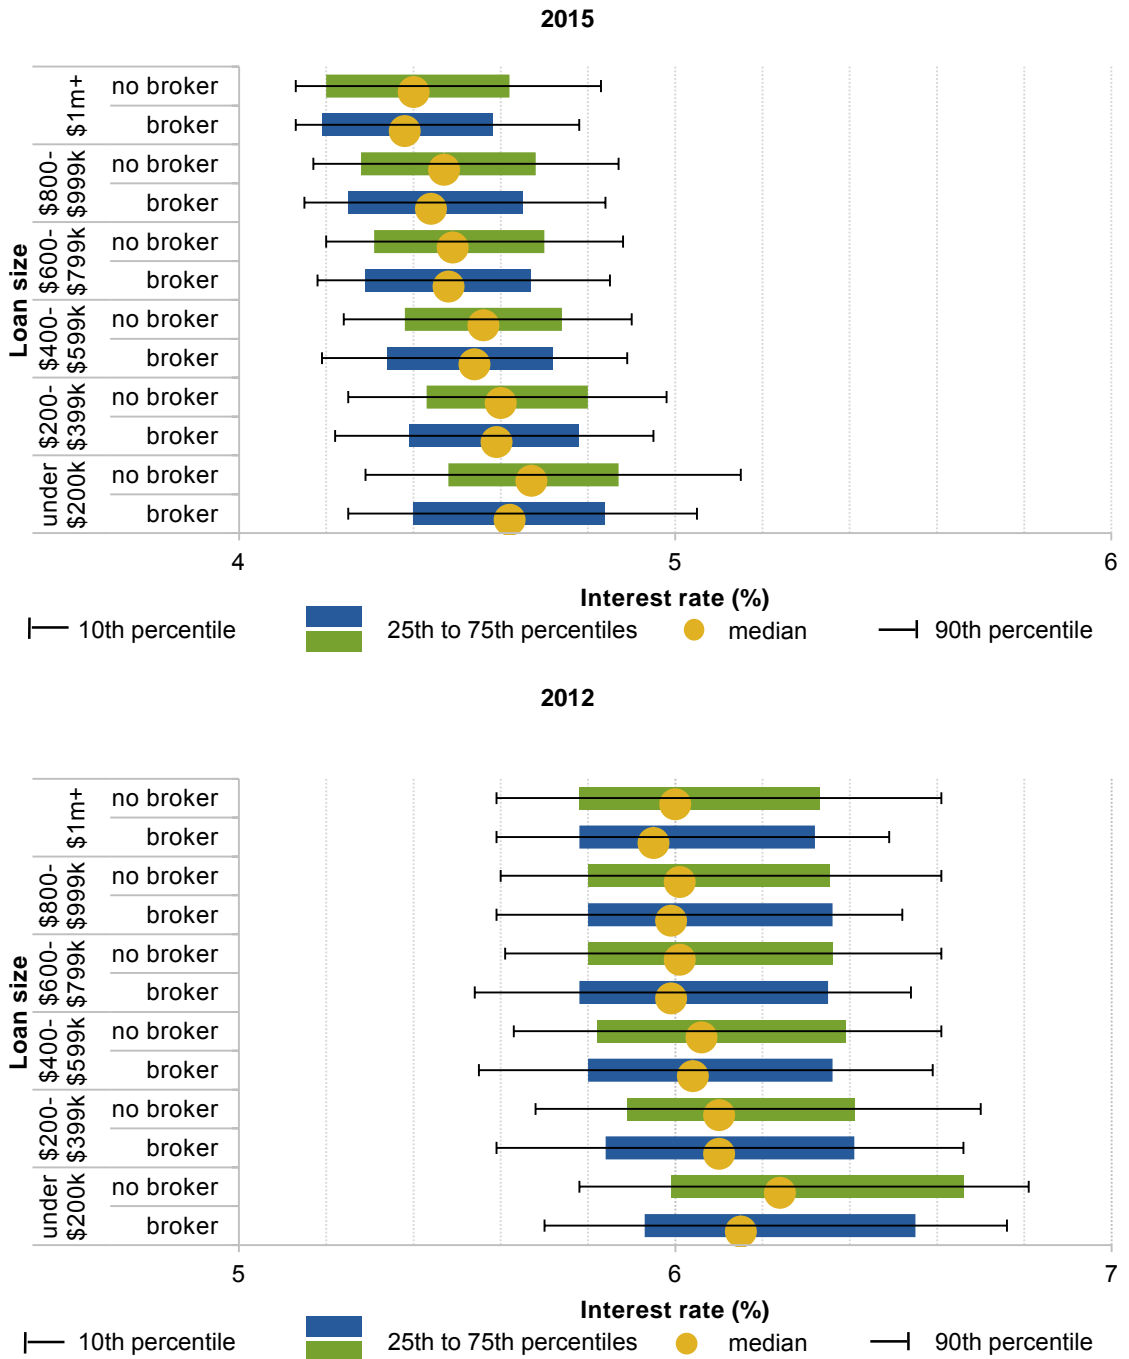 2015
Loan size
$1m+
no broker
broker
$800-
$999k
no broker
broker
$600-
$799k
no broker
broker
$400-
$599k
no broker
broker
$200-
$399k
no broker
broker
under
$200k
no broker
broker
4 5 6
Interest rate (%)
10th percentile 25th to 75th percentiles median 90th percentile
2012
Loan size
$1m+
no broker
broker
$800-
$999k
no broker
broker
$600-
$799k
no broker
broker
$400-
$599k
no broker
broker
$200-
$399k
no broker
broker
under
$200k
no broker
broker
5 6 7
Interest rate (%)
10th percentile 25th to 75th percentiles median 90th percentile